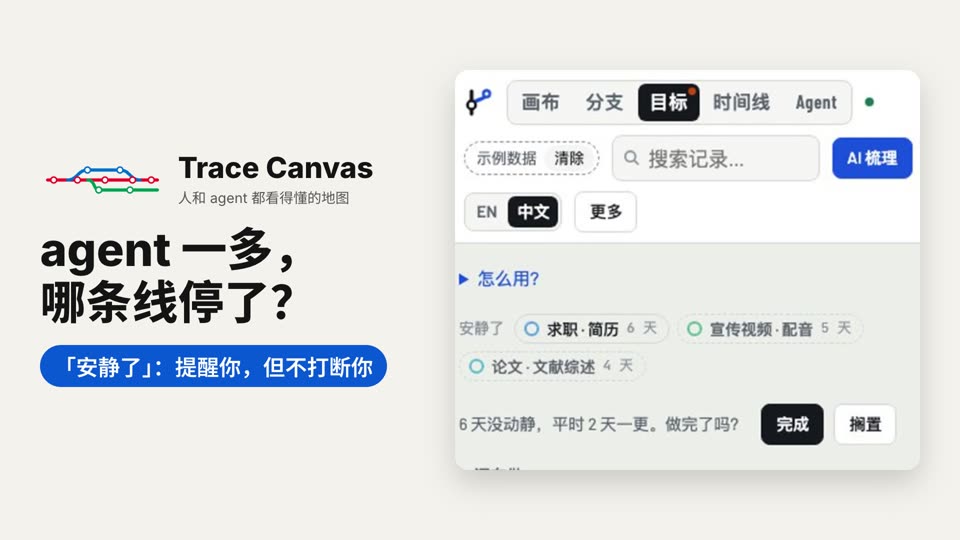 Trace Canvas
人和 agent 都看得懂的地图
agent 一多，
哪条线停了？
「安静了」：提醒你，但不打断你
画布 分支 目标 时间线 Agent
示例数据 清除 搜索记录... AI 梳理
EN 中文 更多
怎么用？
安静了 求职 · 简历 6 天 宣传视频 · 配音 5 天
论文 · 文献综述 4 天
6 天没动静，平时 2 天一更。做完了吗？ 完成 搁置